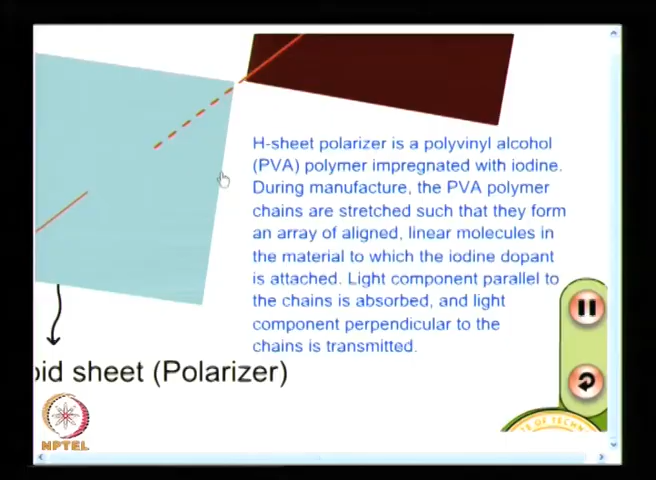 H-sheet polarizer is a polyvinyl alcohol
(PVA) polymer impregnated with iodine.
During manufacture, the PVA polymer
chains are stretched such that they form
an array of aligned, linear molecules in
the material to which the iodine dopant
is attached. Light component parallel to
the chains is absorbed, and light
component perpendicular to the
chains is transmitted.
oid sheet (Polarizer)
NPTEL
OF TECHN